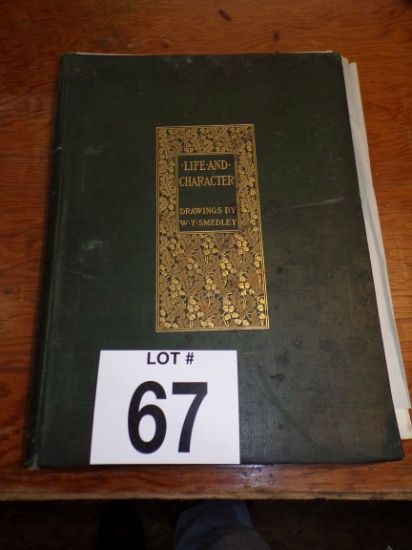 ·LIFE·AND·
CHARACTER
DRAWINGS BY
W·T·SMEDLEY
LOT #
67